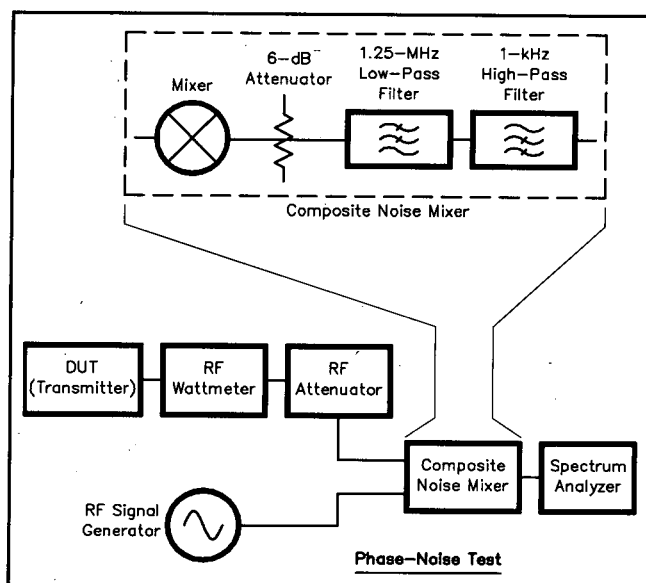 6-dB
Attenuator
1.25-MHz
Low-Pass
Filter
1-kHz
High-Pass
Filter
Mixer
Composite Noise Mixer
DUT
(Transmitter)
RF
Wattmeter
RF
Attenuator
Composite
Noise Mixer
Spectrum
Analyzer
RF Signal
Generator
Phase-Noise Test